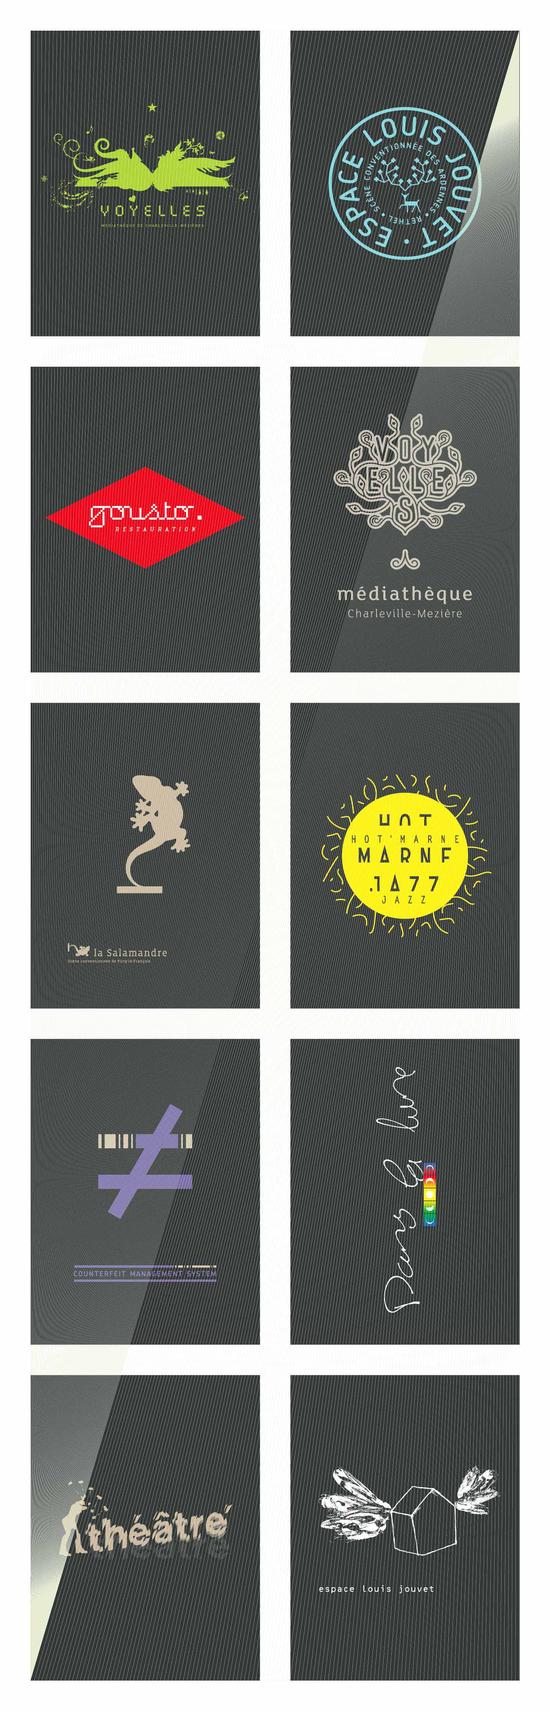 VOYELLES
MÉDIATHÈQUE DE CHARLEVILLE-MÉZIÈRES
ESPACE LOUIS JOUVET
SCÈNE CONVENTIONNÉE DES ARDENNES • RETHEL •
gousto.
RESTAURATION
VOY
ELLE
S
médiathèque
Charleville-Mezière
la Salamandre
HOT
HOT'MARNE
MARNE
JAZZ
JAZZ
COUNTERFEIT MANAGEMENT SYSTEM
Dans la lune
théâtre
espace louis jouvet